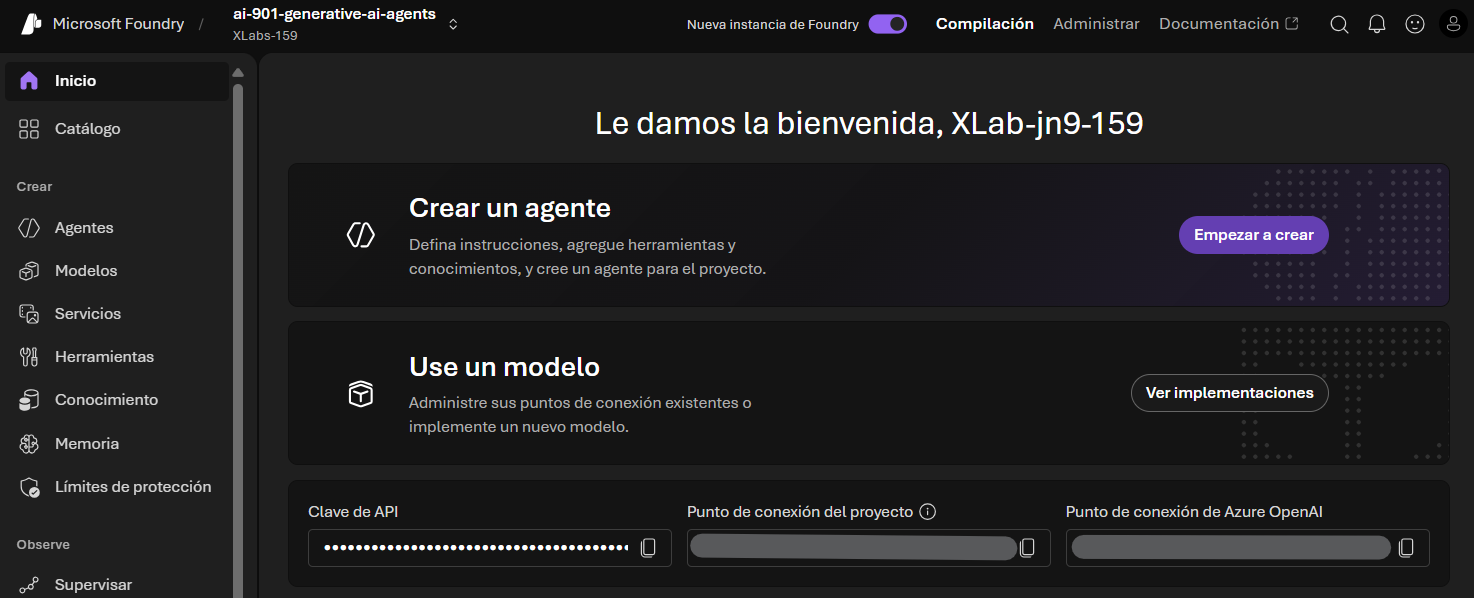 Microsoft Foundry / ai-901-generative-ai-agents
XLabs-159
Nueva instancia de Foundry
Compilación
Administrar
Documentación
Inicio
Catálogo
Crear
Agentes
Modelos
Servicios
Herramientas
Conocimiento
Memoria
Límites de protección
Observe
Supervisar
Le damos la bienvenida, XLab-jn9-159
Crear un agente
Defina instrucciones, agregue herramientas y
conocimientos, y cree un agente para el proyecto.
Empezar a crear
Use un modelo
Administre sus puntos de conexión existentes o
implemente un nuevo modelo.
Ver implementaciones
Clave de API
Punto de conexión del proyecto
Punto de conexión de Azure OpenAI